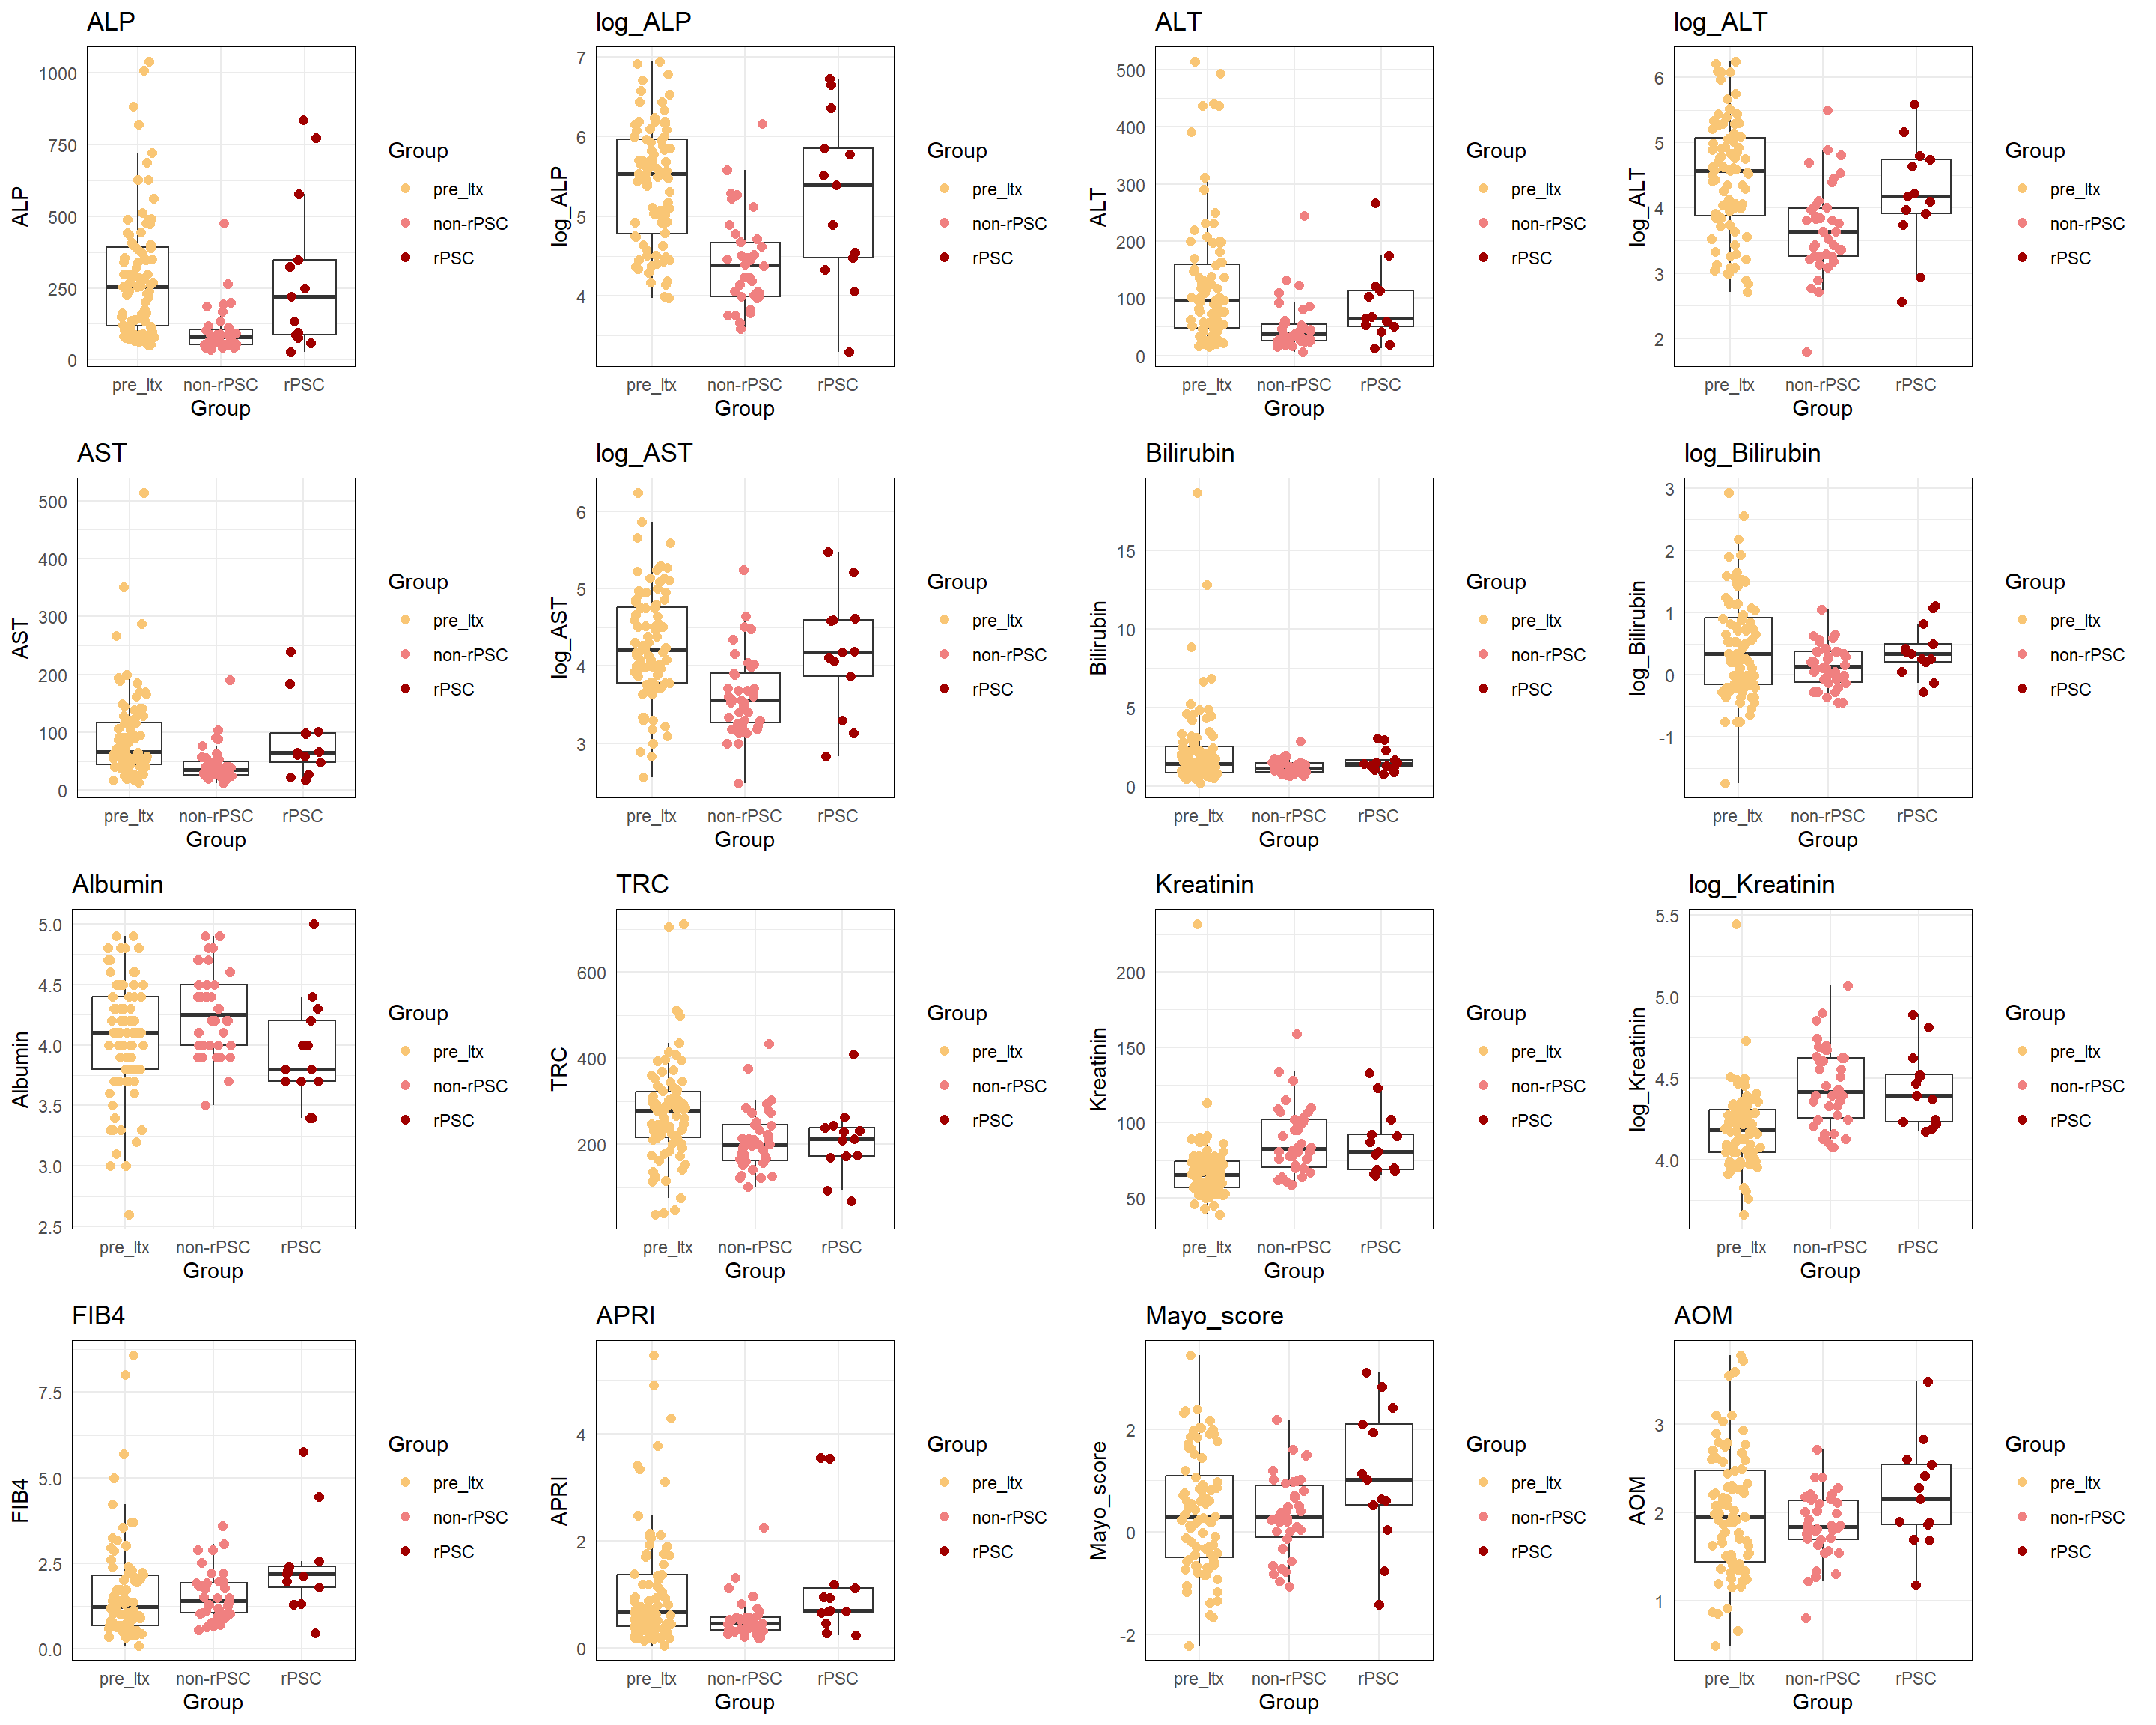 ALP
1000
750
500
250
0
ALP
pre_ltx non-rPSC rPSC
Group
Group
pre_ltx
non-rPSC
rPSC
log_ALP
7
6
5
4
log_ALP
pre_ltx non-rPSC rPSC
Group
Group
pre_ltx
non-rPSC
rPSC
ALT
500
400
300
200
100
0
ALT
pre_ltx non-rPSC rPSC
Group
Group
pre_ltx
non-rPSC
rPSC
log_ALT
6
5
4
3
2
log_ALT
pre_ltx non-rPSC rPSC
Group
Group
pre_ltx
non-rPSC
rPSC
AST
500
400
300
200
100
0
AST
pre_ltx non-rPSC rPSC
Group
Group
pre_ltx
non-rPSC
rPSC
log_AST
6
5
4
3
log_AST
pre_ltx non-rPSC rPSC
Group
Group
pre_ltx
non-rPSC
rPSC
Bilirubin
15
10
5
0
Bilirubin
pre_ltx non-rPSC rPSC
Group
Group
pre_ltx
non-rPSC
rPSC
log_Bilirubin
3
2
1
0
-1
log_Bilirubin
pre_ltx non-rPSC rPSC
Group
Group
pre_ltx
non-rPSC
rPSC
Albumin
5.0
4.5
4.0
3.5
3.0
2.5
Albumin
pre_ltx non-rPSC rPSC
Group
Group
pre_ltx
non-rPSC
rPSC
TRC
600
400
200
TRC
pre_ltx non-rPSC rPSC
Group
Group
pre_ltx
non-rPSC
rPSC
Kreatinin
200
150
100
50
Kreatinin
pre_ltx non-rPSC rPSC
Group
Group
pre_ltx
non-rPSC
rPSC
log_Kreatinin
5.5
5.0
4.5
4.0
log_Kreatinin
pre_ltx non-rPSC rPSC
Group
Group
pre_ltx
non-rPSC
rPSC
FIB4
7.5
5.0
2.5
0.0
FIB4
pre_ltx non-rPSC rPSC
Group
Group
pre_ltx
non-rPSC
rPSC
APRI
4
2
0
APRI
pre_ltx non-rPSC rPSC
Group
Group
pre_ltx
non-rPSC
rPSC
Mayo_score
2
0
-2
Mayo_score
pre_ltx non-rPSC rPSC
Group
Group
pre_ltx
non-rPSC
rPSC
AOM
3
2
1
AOM
pre_ltx non-rPSC rPSC
Group
Group
pre_ltx
non-rPSC
rPSC